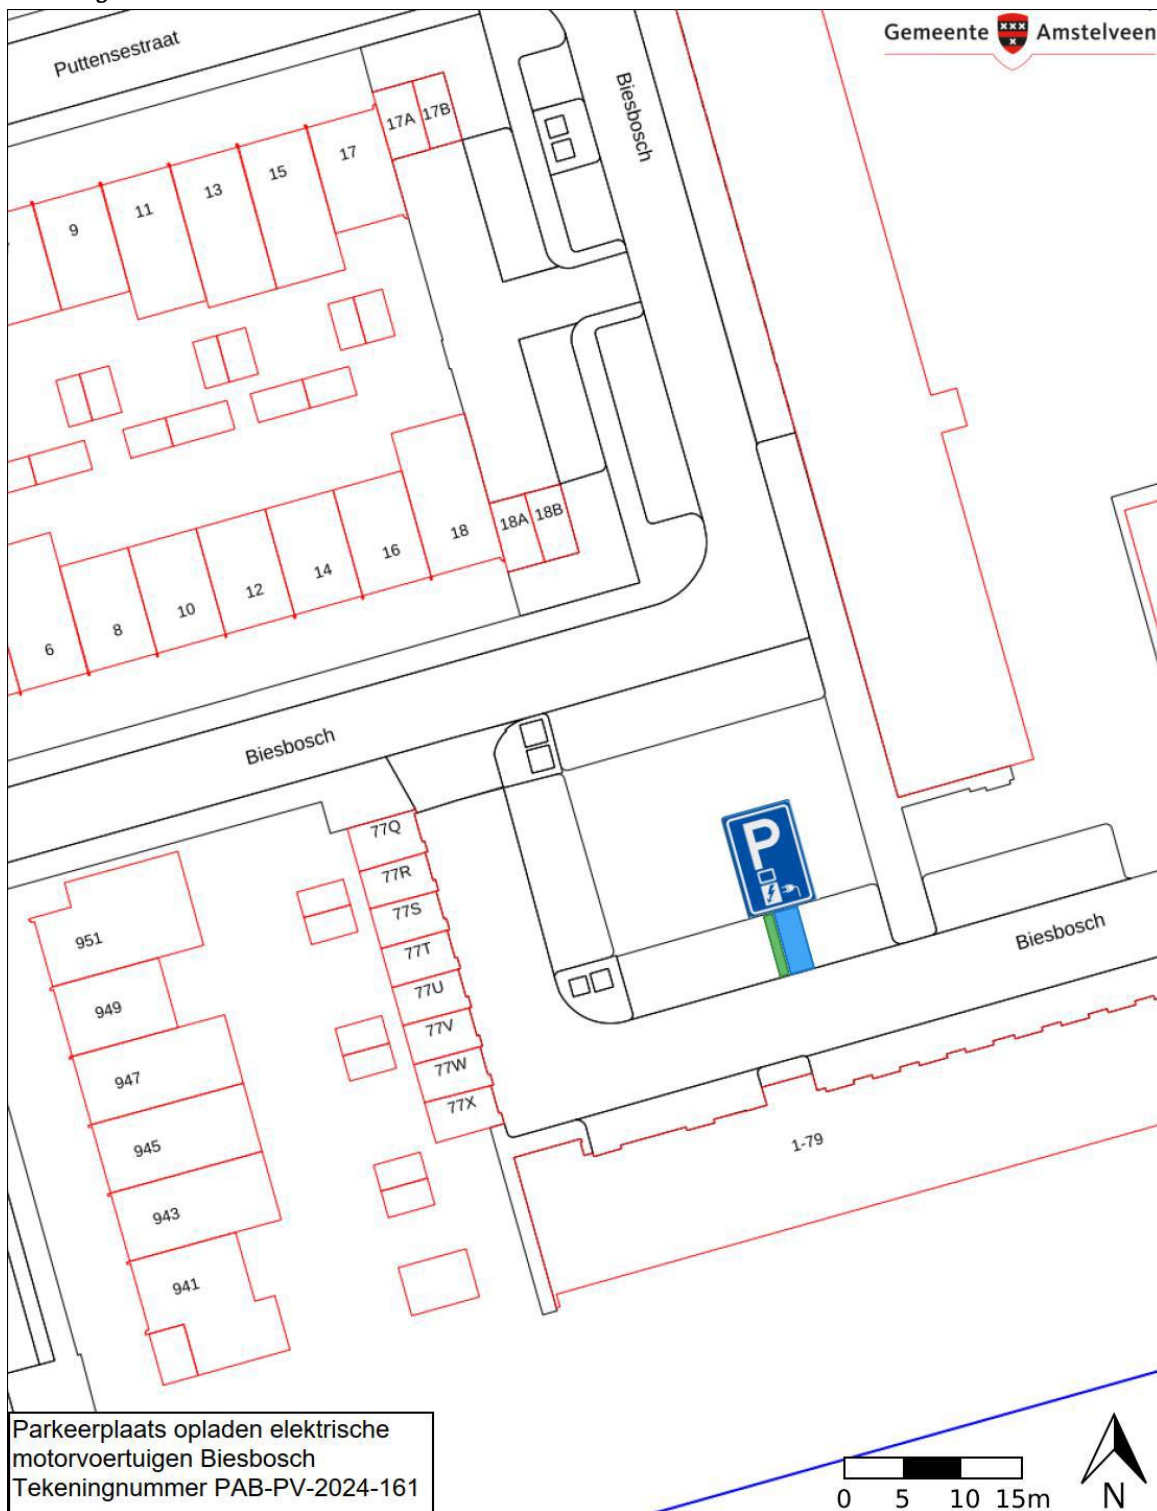 Gemeente Amstelveen
Puttensestraat
Biesbosch
17A
17B
17
15
13
11
9
18A
18B
18
16
14
12
10
8
6
Biesbosch
P
77Q
77R
77S
77T
77U
77V
77W
77X
951
949
947
945
943
941
Biesbosch
1-79
Parkeerplaats opladen elektrische
motorvoertuigen Biesbosch
Tekeningnummer PAB-PV-2024-161
0 5 10 15m
N